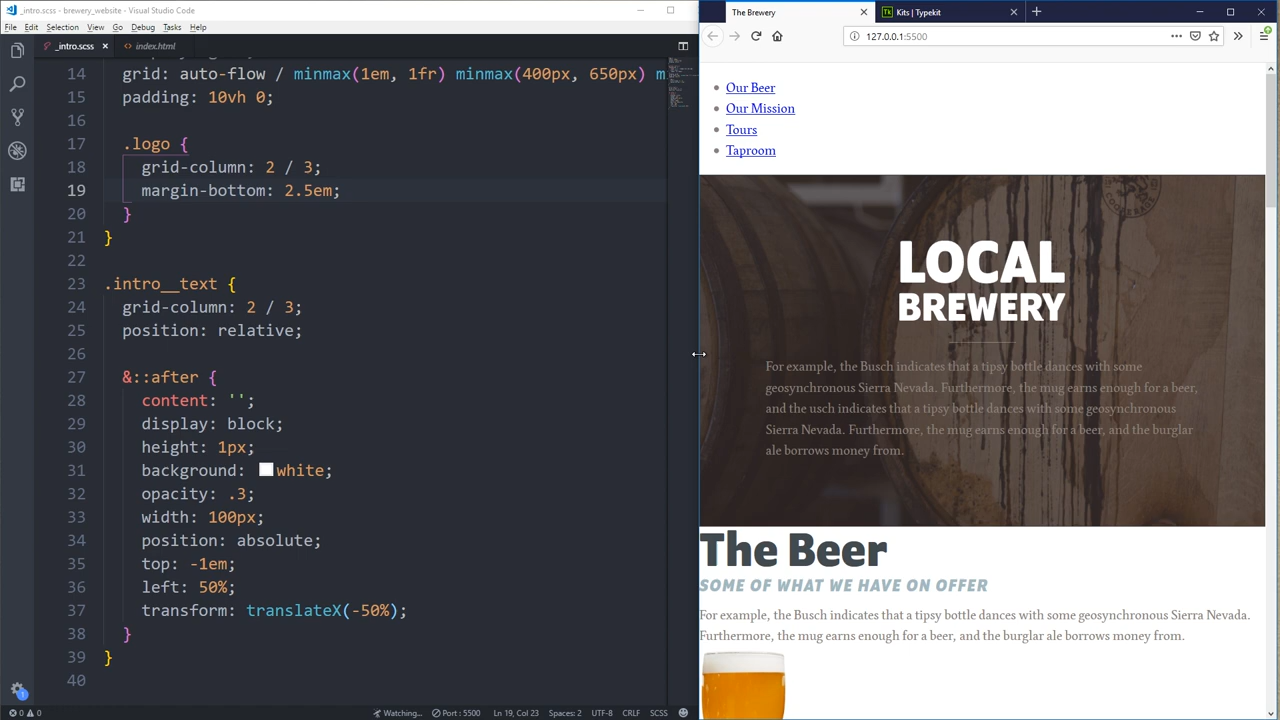 _intro.scss - brewery_website - Visual Studio Code
File Edit Selection View Go Debug Tasks Help
_intro.scss
index.html
14 grid: auto-flow / minmax(1em, 1fr) minmax(400px, 650px) m
15 padding: 10vh 0;
16
17 .logo {
18 grid-column: 2 / 3;
19 margin-bottom: 2.5em;
20 }
21 }
22
23 .intro__text {
24 grid-column: 2 / 3;
25 position: relative;
26
27 &::after {
28 content: '';
29 display: block;
30 height: 1px;
31 background: white;
32 opacity: .3;
33 width: 100px;
34 position: absolute;
35 top: -1em;
36 left: 50%;
37 transform: translateX(-50%);
38 }
39 }
40
0 0 Watching... Port : 5500 Ln 19, Col 23 Spaces: 2 UTF-8 CRLF SCSS
1
The Brewery
Tk Kits | Typekit
127.0.0.1:5500
Our Beer
Our Mission
Tours
Taproom
LOCAL
BREWERY
For example, the Busch indicates that a tipsy bottle dances with some
geosynchronous Sierra Nevada. Furthermore, the mug earns enough for a beer,
and the usch indicates that a tipsy bottle dances with some geosynchronous
Sierra Nevada. Furthermore, the mug earns enough for a beer, and the burglar
ale borrows money from.
The Beer
SOME OF WHAT WE HAVE ON OFFER
For example, the Busch indicates that a tipsy bottle dances with some geosynchronous Sierra Nevada.
Furthermore, the mug earns enough for a beer, and the burglar ale borrows money from.